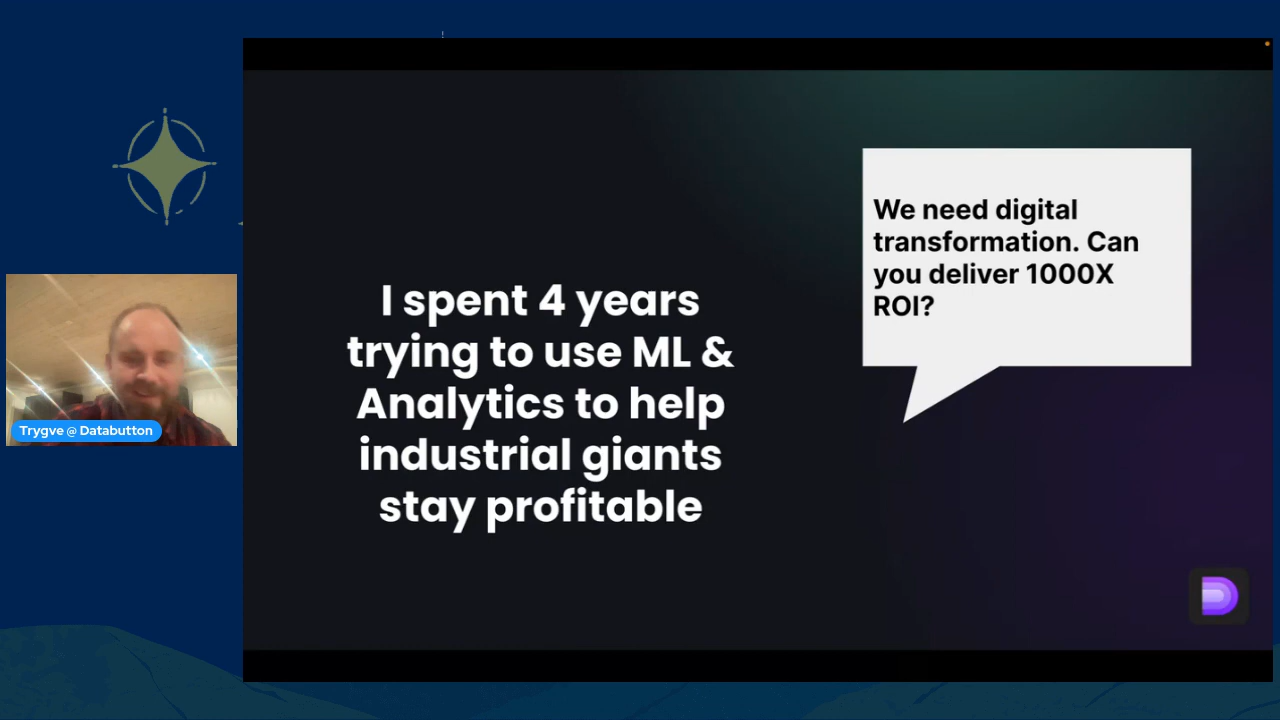 We need digital
transformation. Can
you deliver 1000X
ROI?
I spent 4 years
trying to use ML &
Analytics to help
industrial giants
stay profitable
Trygve @ Databutton